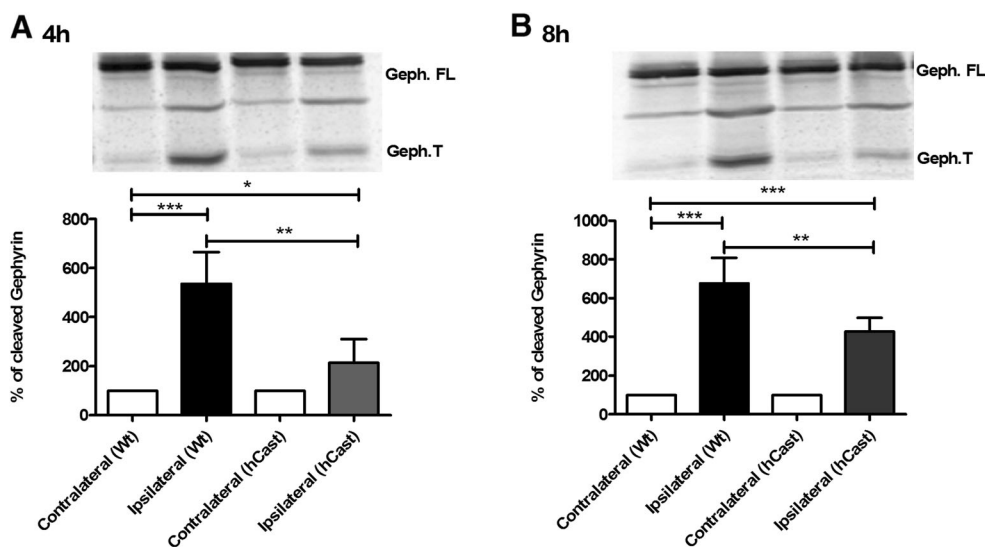 A 4h
Geph. FL
Geph.T
*
***
**
% of cleaved Gephyrin
800
600
400
200
0
Contralateral (Wt)
Ipsilateral (Wt)
Contralateral (hCast)
Ipsilateral (hCast)
B 8h
Geph. FL
Geph.T
***
***
**
% of cleaved Gephyrin
1000
800
600
400
200
0
Contralateral (Wt)
Ipsilateral (Wt)
Contralateral (hCast)
Ipsilateral (hCast)